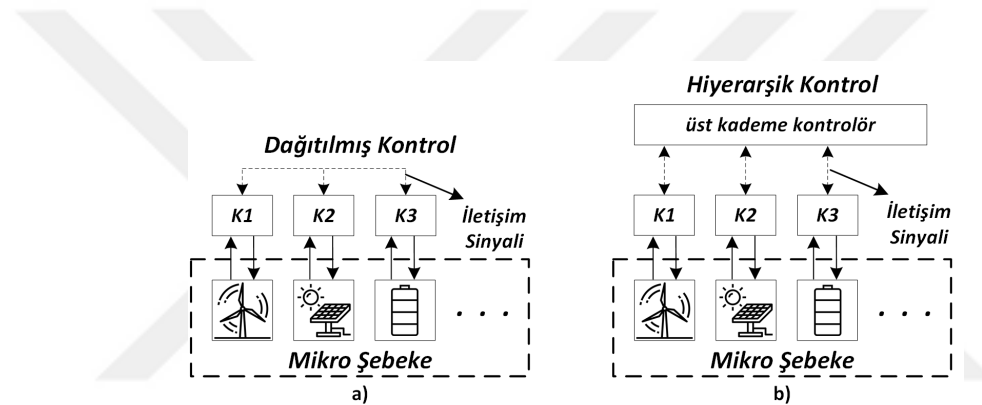 Dağıtılmış Kontrol
K1 K2 K3
İletişim
Sinyali
. . .
Mikro Şebeke
a)
Hiyerarşik Kontrol
üst kademe kontrolör
K1 K2 K3
İletişim
Sinyali
. . .
Mikro Şebeke
b)